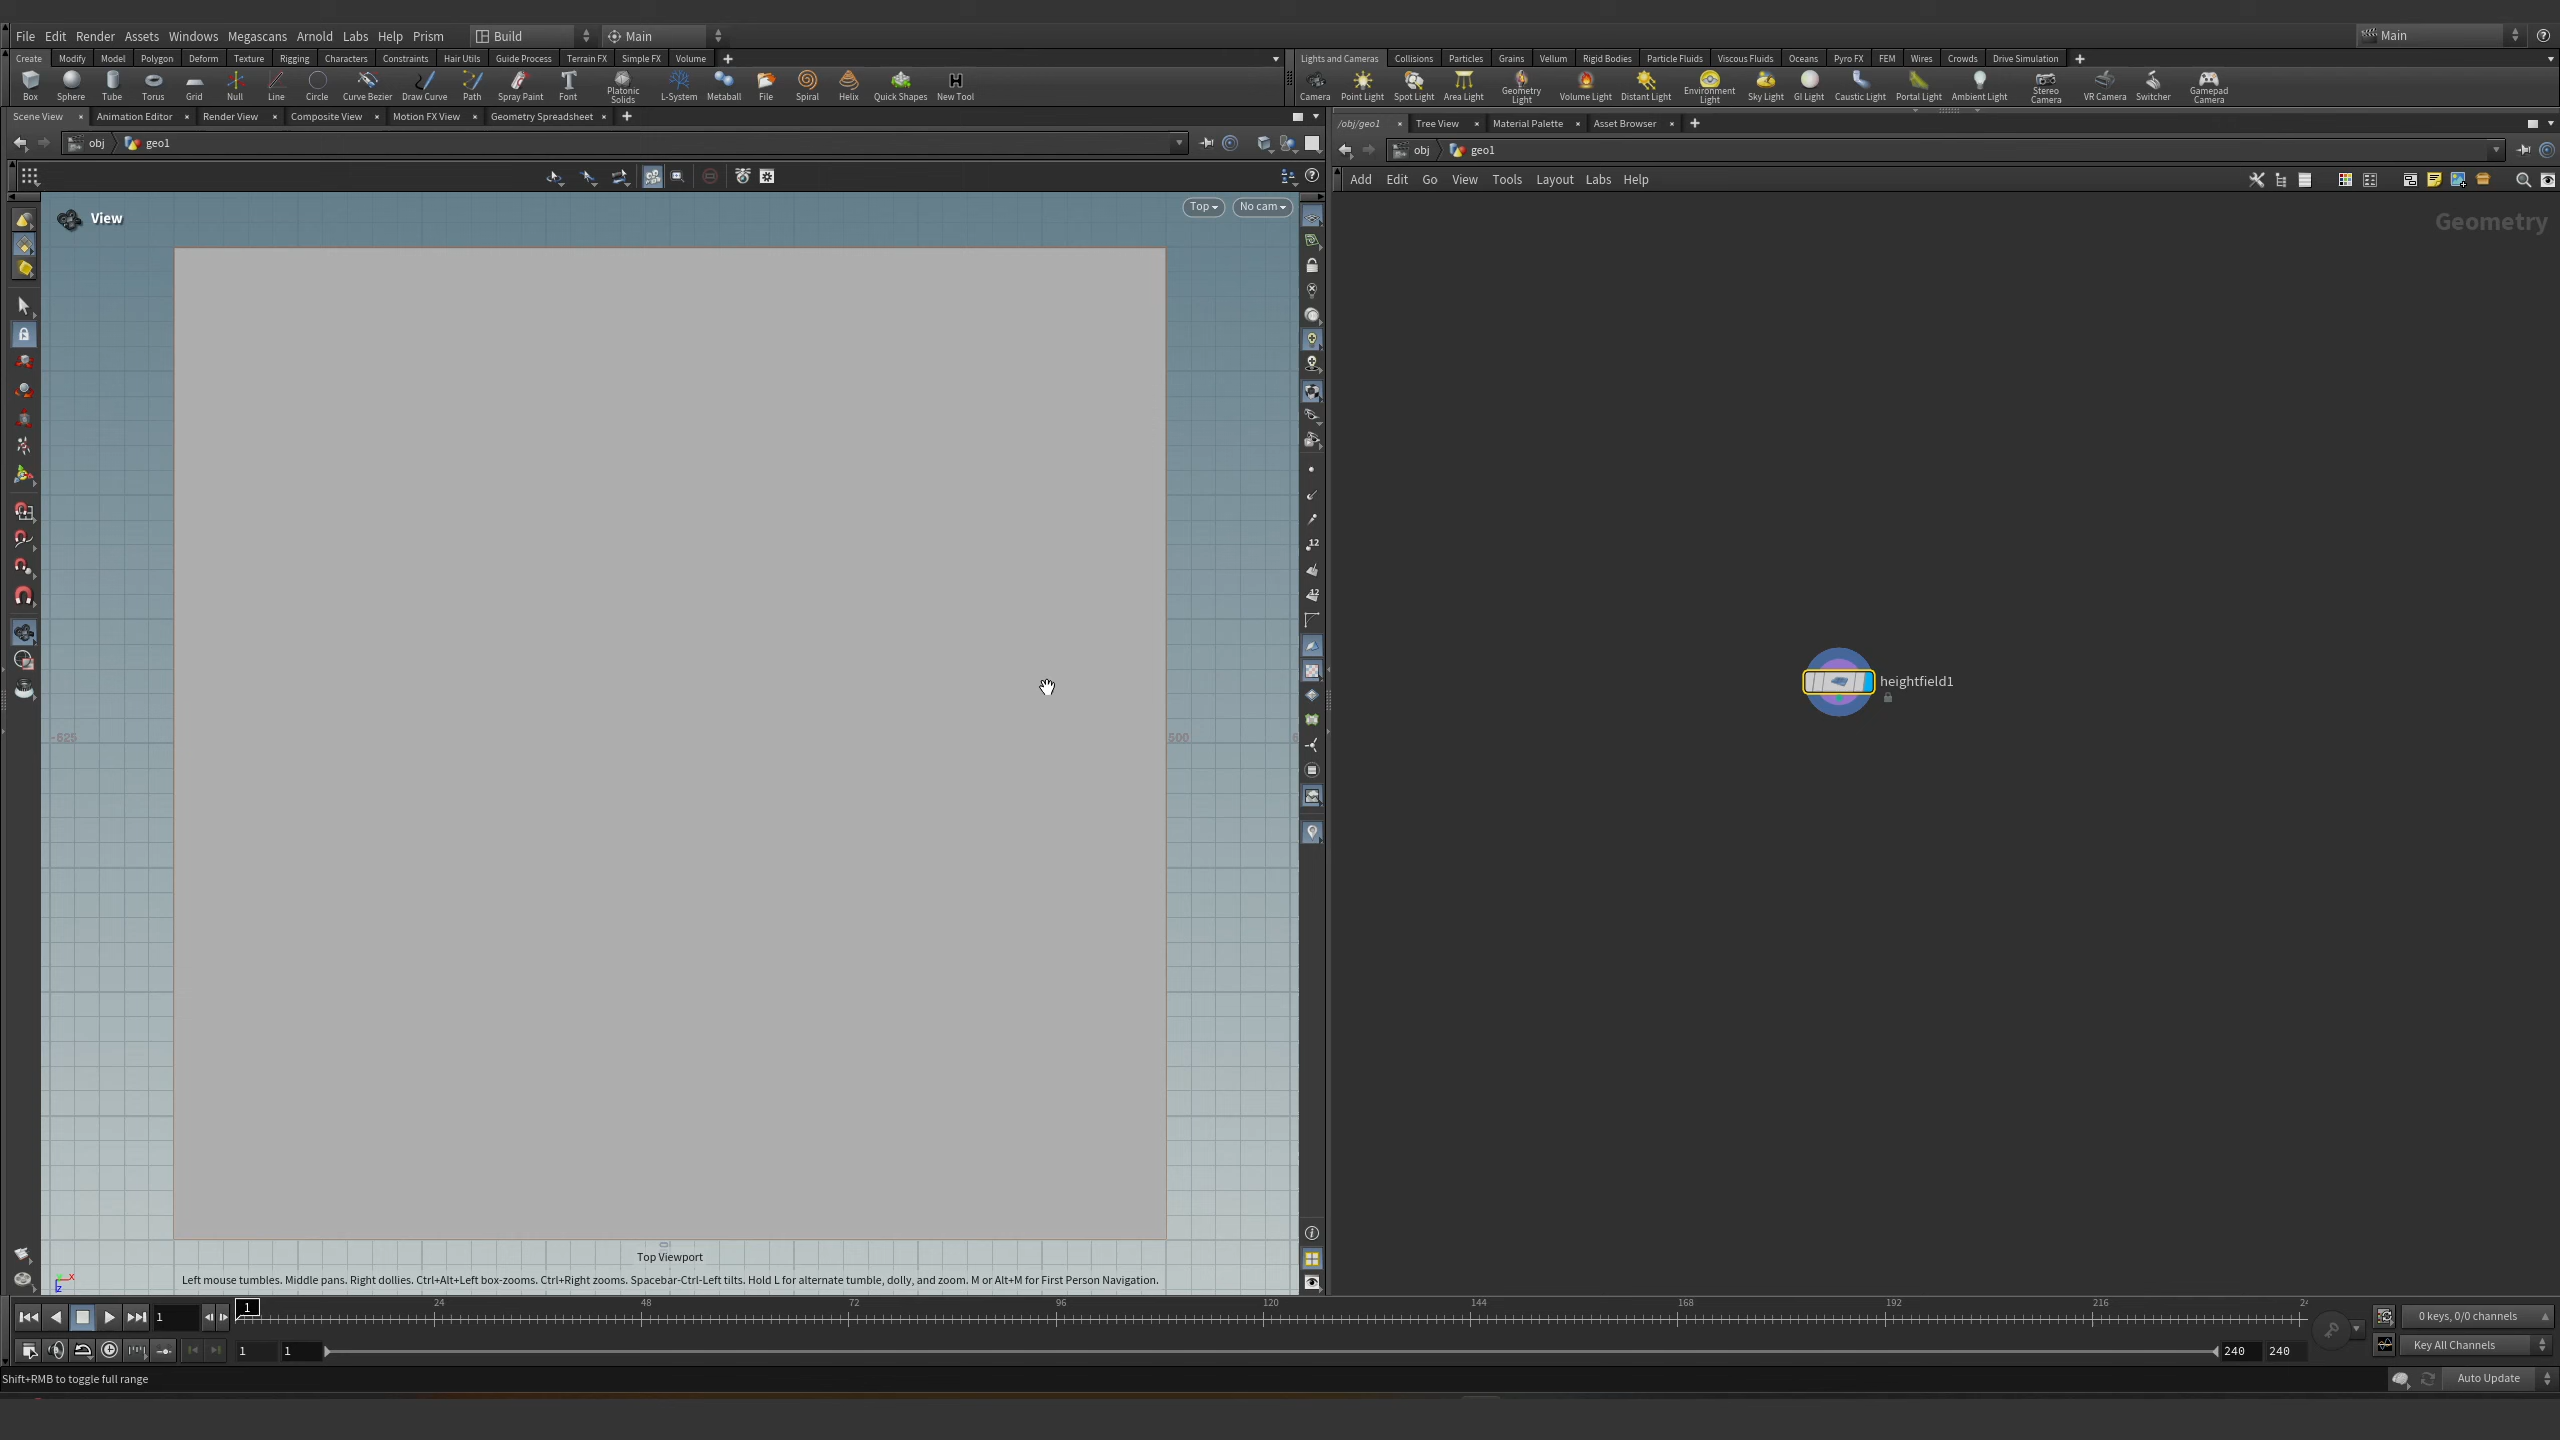 File Edit Render Assets Windows Megascans Arnold Labs Help Prism Build Main Main
Create Modify Model Polygon Deform Texture Rigging Characters Constraints Hair Utils Guide Process Terrain FX Simple FX Volume
Lights and Cameras Collisions Particles Grains Vellum Rigid Bodies Particle Fluids Viscous Fluids Oceans Pyro FX FEM Wires Crowds Drive Simulation
Box Sphere Tube Torus Grid Null Line Circle Curve Bezier Draw Curve Path Spray Paint Font Platonic Solids L-System Metaball File Spiral Helix Quick Shapes New Tool
Camera Point Light Spot Light Area Light Geometry Light Volume Light Distant Light Environment Light Sky Light GI Light Caustic Light Portal Light Ambient Light Stereo Camera VR Camera Switcher Gamepad Camera
Scene View Animation Editor Render View Composite View Motion FX View Geometry Spreadsheet
/obj/geo1 Tree View Material Palette Asset Browser
obj geo1
obj geo1
Add Edit Go View Tools Layout Labs Help
View
Top No cam
Geometry
12
12
heightfield1
-625
500 6
Top Viewport
Left mouse tumbles. Middle pans. Right dollies. Ctrl+Alt+Left box-zooms. Ctrl+Right zooms. Spacebar-Ctrl-Left tilts. Hold L for alternate tumble, dolly, and zoom. M or Alt+M for First Person Navigation.
x
z
1 1 24 48 72 96 120 144 168 192 216 24
0 keys, 0/0 channels
1 1 240 240
Key All Channels
Shift+RMB to toggle full range
Auto Update